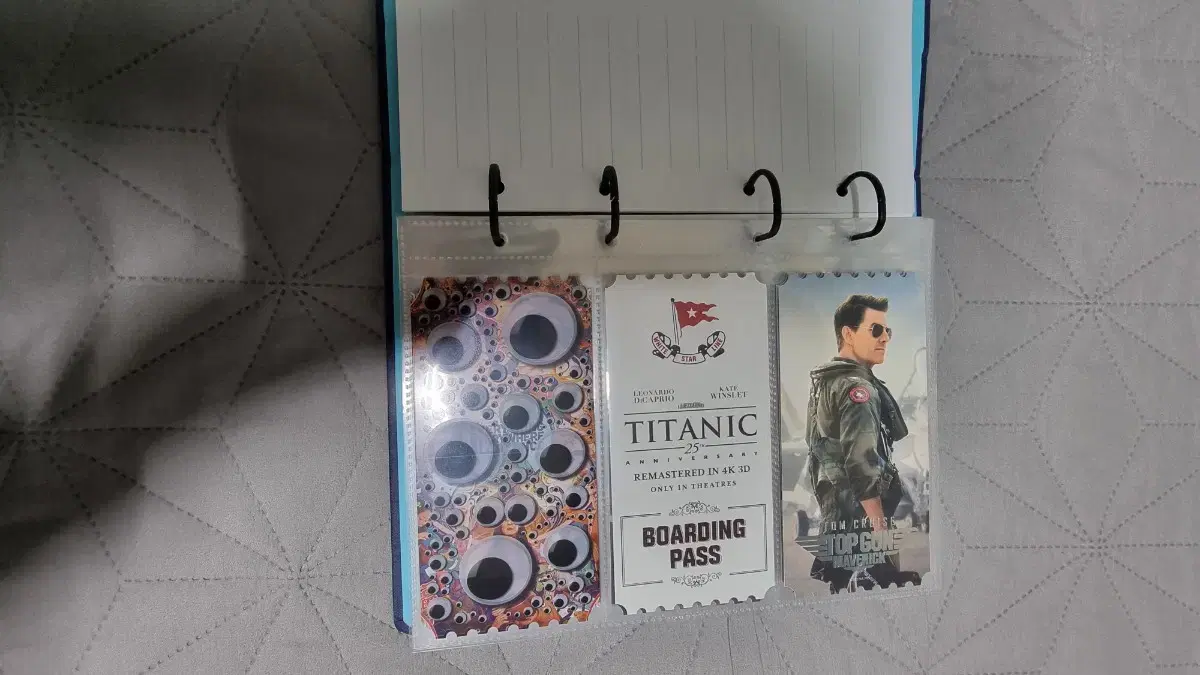 WHITE STAR LINE
LEONARDO DiCAPRIO
KATE WINSLET
TITANIC
25TH
ANNIVERSARY
REMASTERED IN 4K 3D
ONLY IN THEATRES
BOARDING
PASS
TOM CRUISE
TOP GUN
MAVERICK